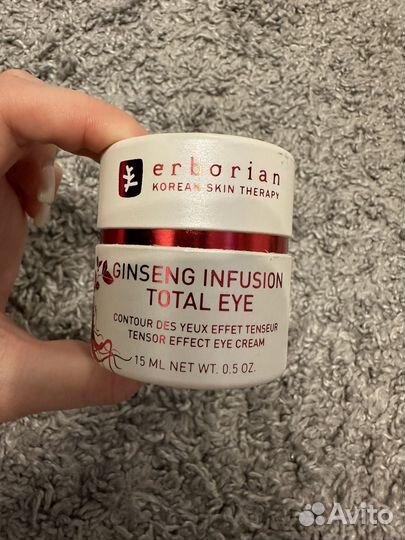 erborian
KOREAN SKIN THERAPY
GINSENG INFUSION
TOTAL EYE
CONTOUR DES YEUX EFFET TENSEUR
TENSOR EFFECT EYE CREAM
15 ML NET WT. 0.5 OZ.
Avito